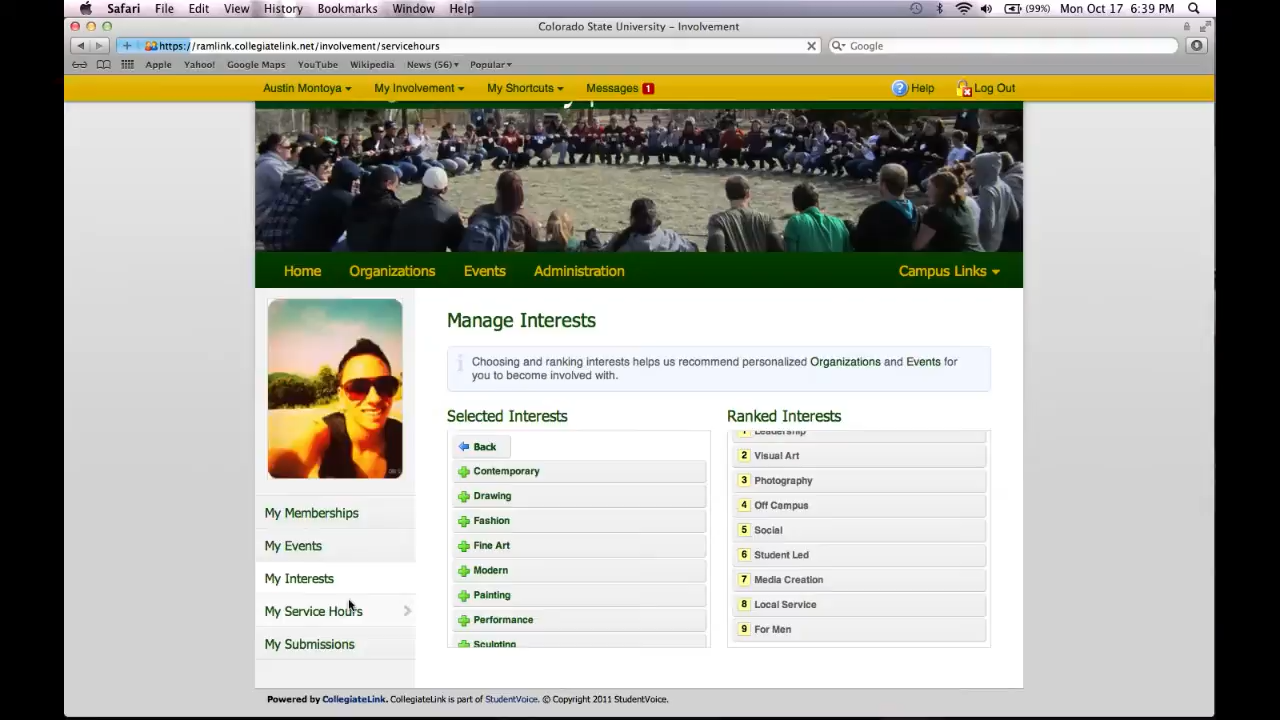 Safari File Edit View History Bookmarks Window Help (99%) Mon Oct 17 6:39 PM
Colorado State University – Involvement
https://ramlink.collegiatelink.net/involvement/servicehours Google
Apple Yahoo! Google Maps YouTube Wikipedia News (56) Popular
Austin Montoya My Involvement My Shortcuts Messages 1 Help Log Out
Home Organizations Events Administration Campus Links
Manage Interests
Choosing and ranking interests helps us recommend personalized Organizations and Events for
you to become involved with.
Selected Interests
Back
Contemporary
Drawing
Fashion
Fine Art
Modern
Painting
Performance
Sculpting
Ranked Interests
1 Leadership
2 Visual Art
3 Photography
4 Off Campus
5 Social
6 Student Led
7 Media Creation
8 Local Service
9 For Men
My Memberships
My Events
My Interests
My Service Hours
My Submissions
Powered by CollegiateLink. CollegiateLink is part of StudentVoice. © Copyright 2011 StudentVoice.